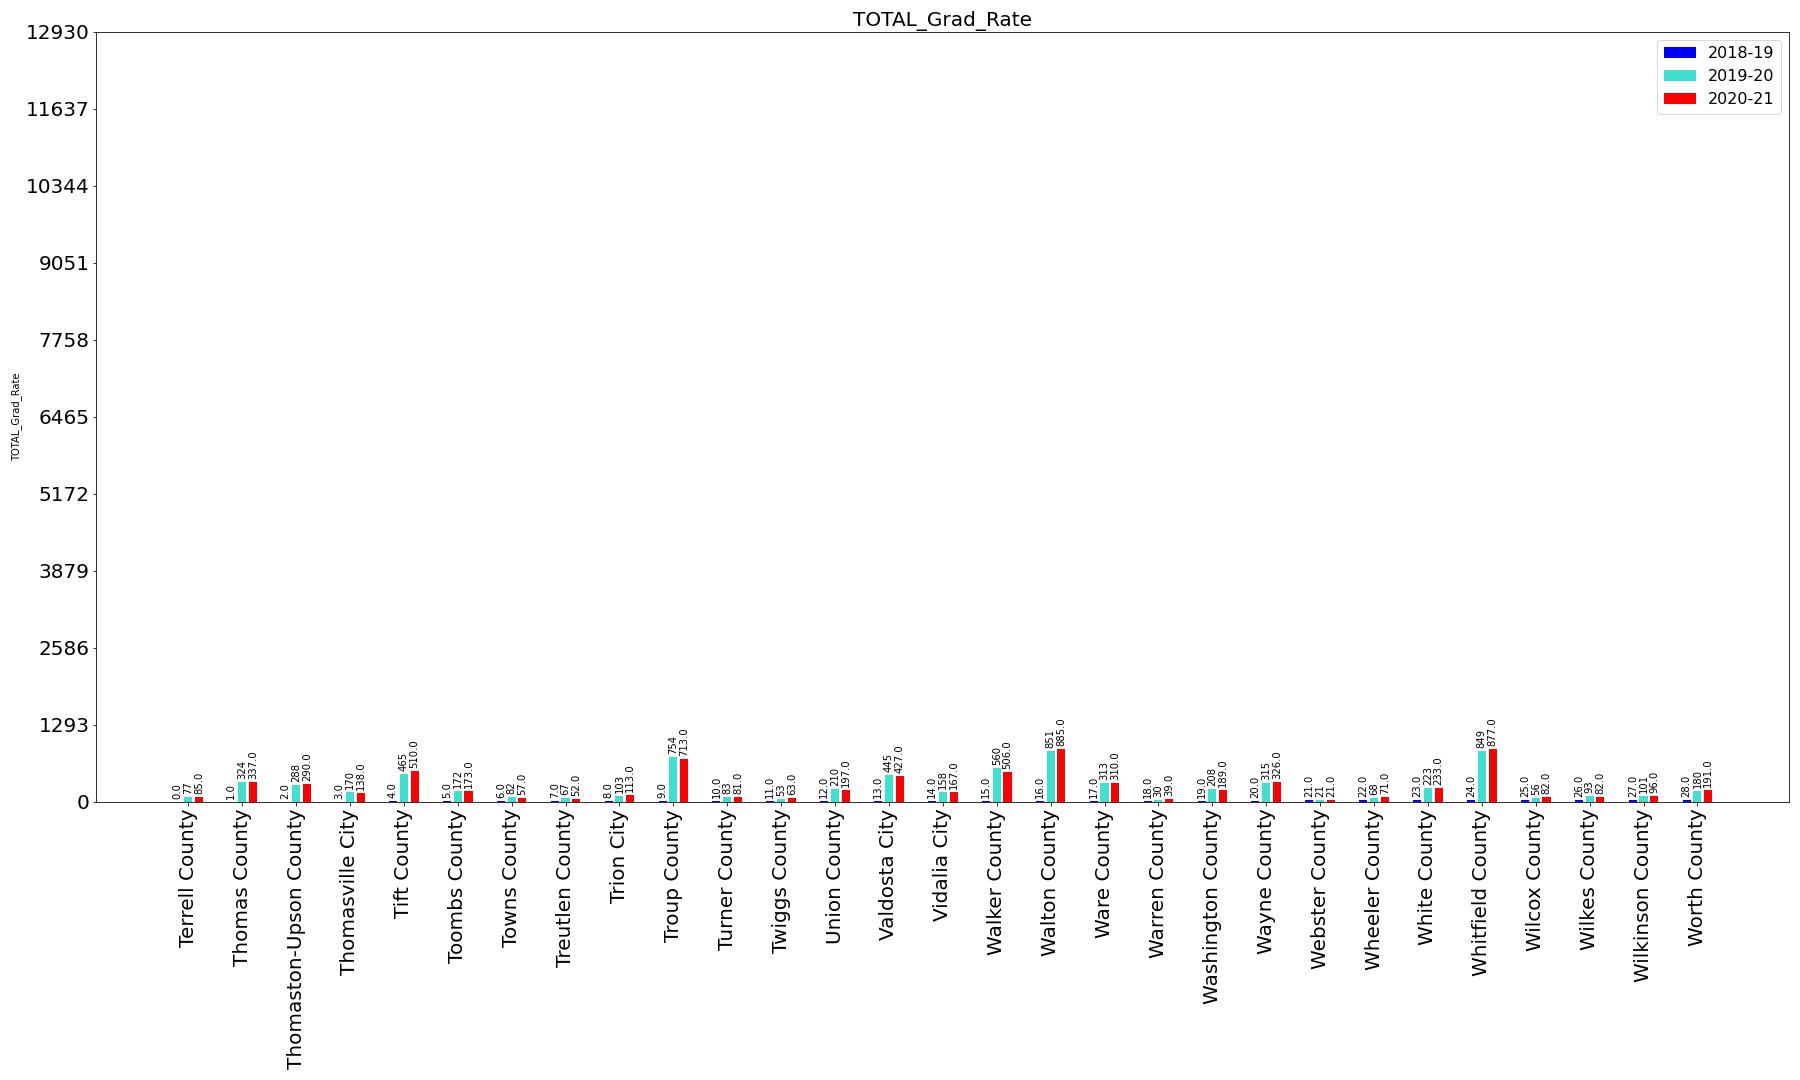 TOTAL_Grad_Rate
2018-19
2019-20
2020-21
12930
11637
10344
9051
7758
6465
5172
3879
2586
1293
0
TOTAL_Grad_Rate
0.0 77 85.0
1.0 324 337.0
2.0 288 290.0
3.0 170 138.0
4.0 465 510.0
5.0 172 173.0
6.0 82 57.0
7.0 67 52.0
8.0 103 113.0
9.0 754 713.0
10.0 83 81.0
11.0 53 63.0
12.0 210 197.0
13.0 445 427.0
14.0 158 167.0
15.0 560 506.0
16.0 851 885.0
17.0 313 310.0
18.0 30 39.0
19.0 208 189.0
20.0 315 326.0
21.0 21 21.0
22.0 68 71.0
23.0 223 233.0
24.0 849 877.0
25.0 56 82.0
26.0 93 82.0
27.0 101 96.0
28.0 180 191.0
Terrell County
Thomas County
Thomaston-Upson County
Thomasville City
Tift County
Toombs County
Towns County
Treutlen County
Trion City
Troup County
Turner County
Twiggs County
Union County
Valdosta City
Vidalia City
Walker County
Walton County
Ware County
Warren County
Washington County
Wayne County
Webster County
Wheeler County
White County
Whitfield County
Wilcox County
Wilkes County
Wilkinson County
Worth County